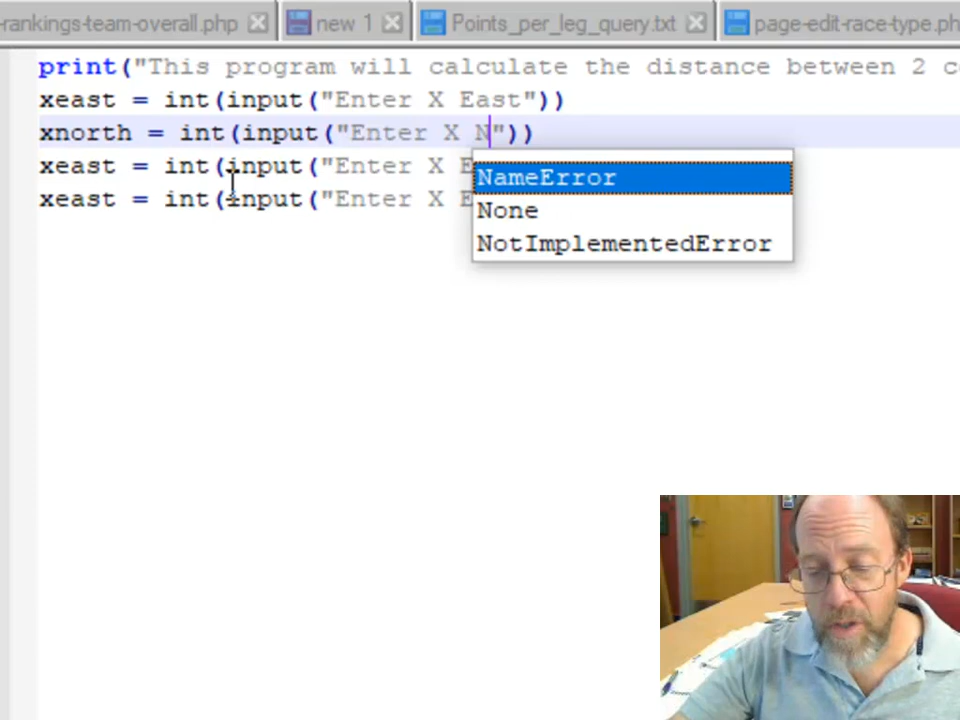 -rankings-team-overall.php new 1 Points_per_leg_query.txt page-edit-race-type.ph
print("This program will calculate the distance between 2 c
xeast = int(input("Enter X East"))
xnorth = int(input("Enter X N"))
xeast = int(input("Enter X E
xeast = int(input("Enter X E
NameError
None
NotImplementedError